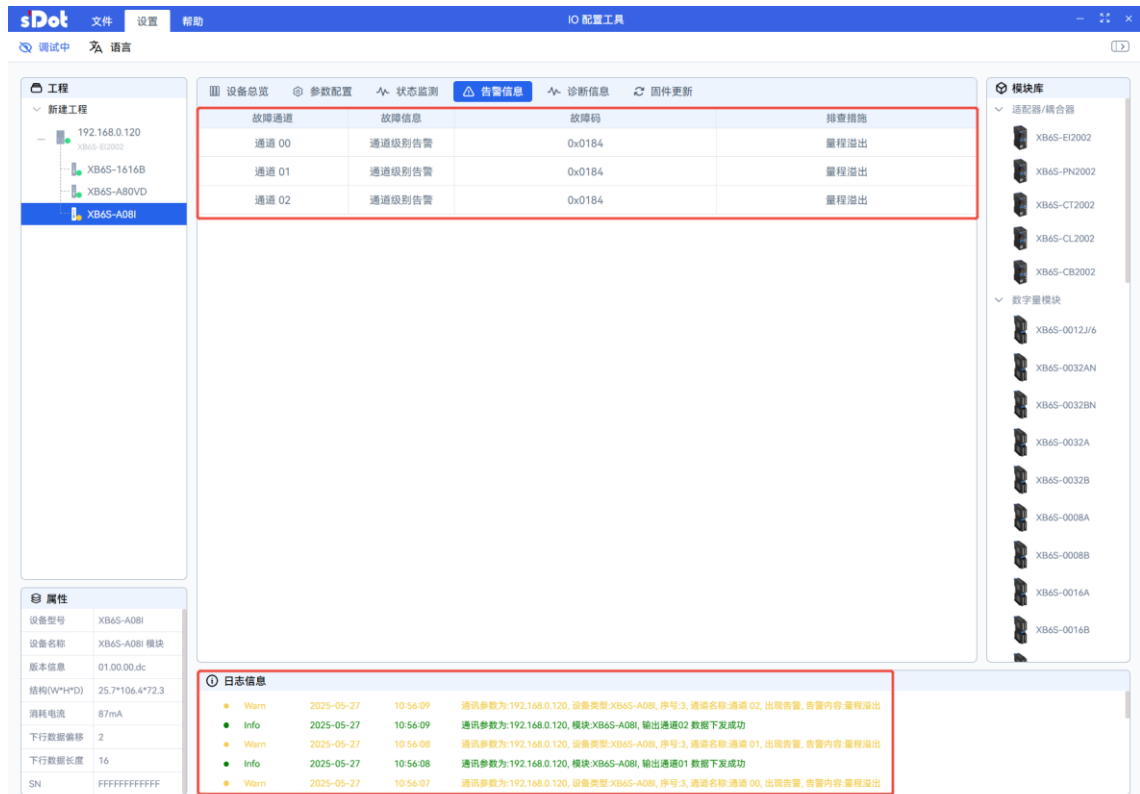 sDot 文件 设置 帮助 IO 配置工具
调试中 语言
工程
新建工程
192.168.0.120
XB6S-EI2002
XB6S-1616B
XB6S-A80VD
XB6S-A08I
设备总览 参数配置 状态监测 告警信息 诊断信息 固件更新
故障通道 故障信息 故障码 排查措施
通道 00 通道级别告警 0x0184 量程溢出
通道 01 通道级别告警 0x0184 量程溢出
通道 02 通道级别告警 0x0184 量程溢出
模块库
适配器/耦合器
XB6S-EI2002
XB6S-PN2002
XB6S-CT2002
XB6S-CL2002
XB6S-CB2002
数字量模块
XB6S-0012J/6
XB6S-0032AN
XB6S-0032BN
XB6S-0032A
XB6S-0032B
XB6S-0008A
XB6S-0008B
XB6S-0016A
XB6S-0016B
属性
设备型号 XB6S-A08I
设备名称 XB6S-A08I 模块
版本信息 01.00.00.dc
结构(W*H*D) 25.7*106.4*72.3
消耗电流 87mA
下行数据偏移 2
下行数据长度 16
SN FFFFFFFFFFFF
日志信息
Warn 2025-05-27 10:56:09 通讯参数为:192.168.0.120, 设备类型:XB6S-A08I, 序号:3, 通道名称:通道 02, 出现告警, 告警内容:量程溢出
Info 2025-05-27 10:56:09 通讯参数为:192.168.0.120, 模块:XB6S-A08I, 输出通道02 数据下发成功
Warn 2025-05-27 10:56:08 通讯参数为:192.168.0.120, 设备类型:XB6S-A08I, 序号:3, 通道名称:通道 01, 出现告警, 告警内容:量程溢出
Info 2025-05-27 10:56:08 通讯参数为:192.168.0.120, 模块:XB6S-A08I, 输出通道01 数据下发成功
Warn 2025-05-27 10:56:07 通讯参数为:192.168.0.120, 设备类型:XB6S-A08I, 序号:3, 通道名称:通道 00, 出现告警, 告警内容:量程溢出